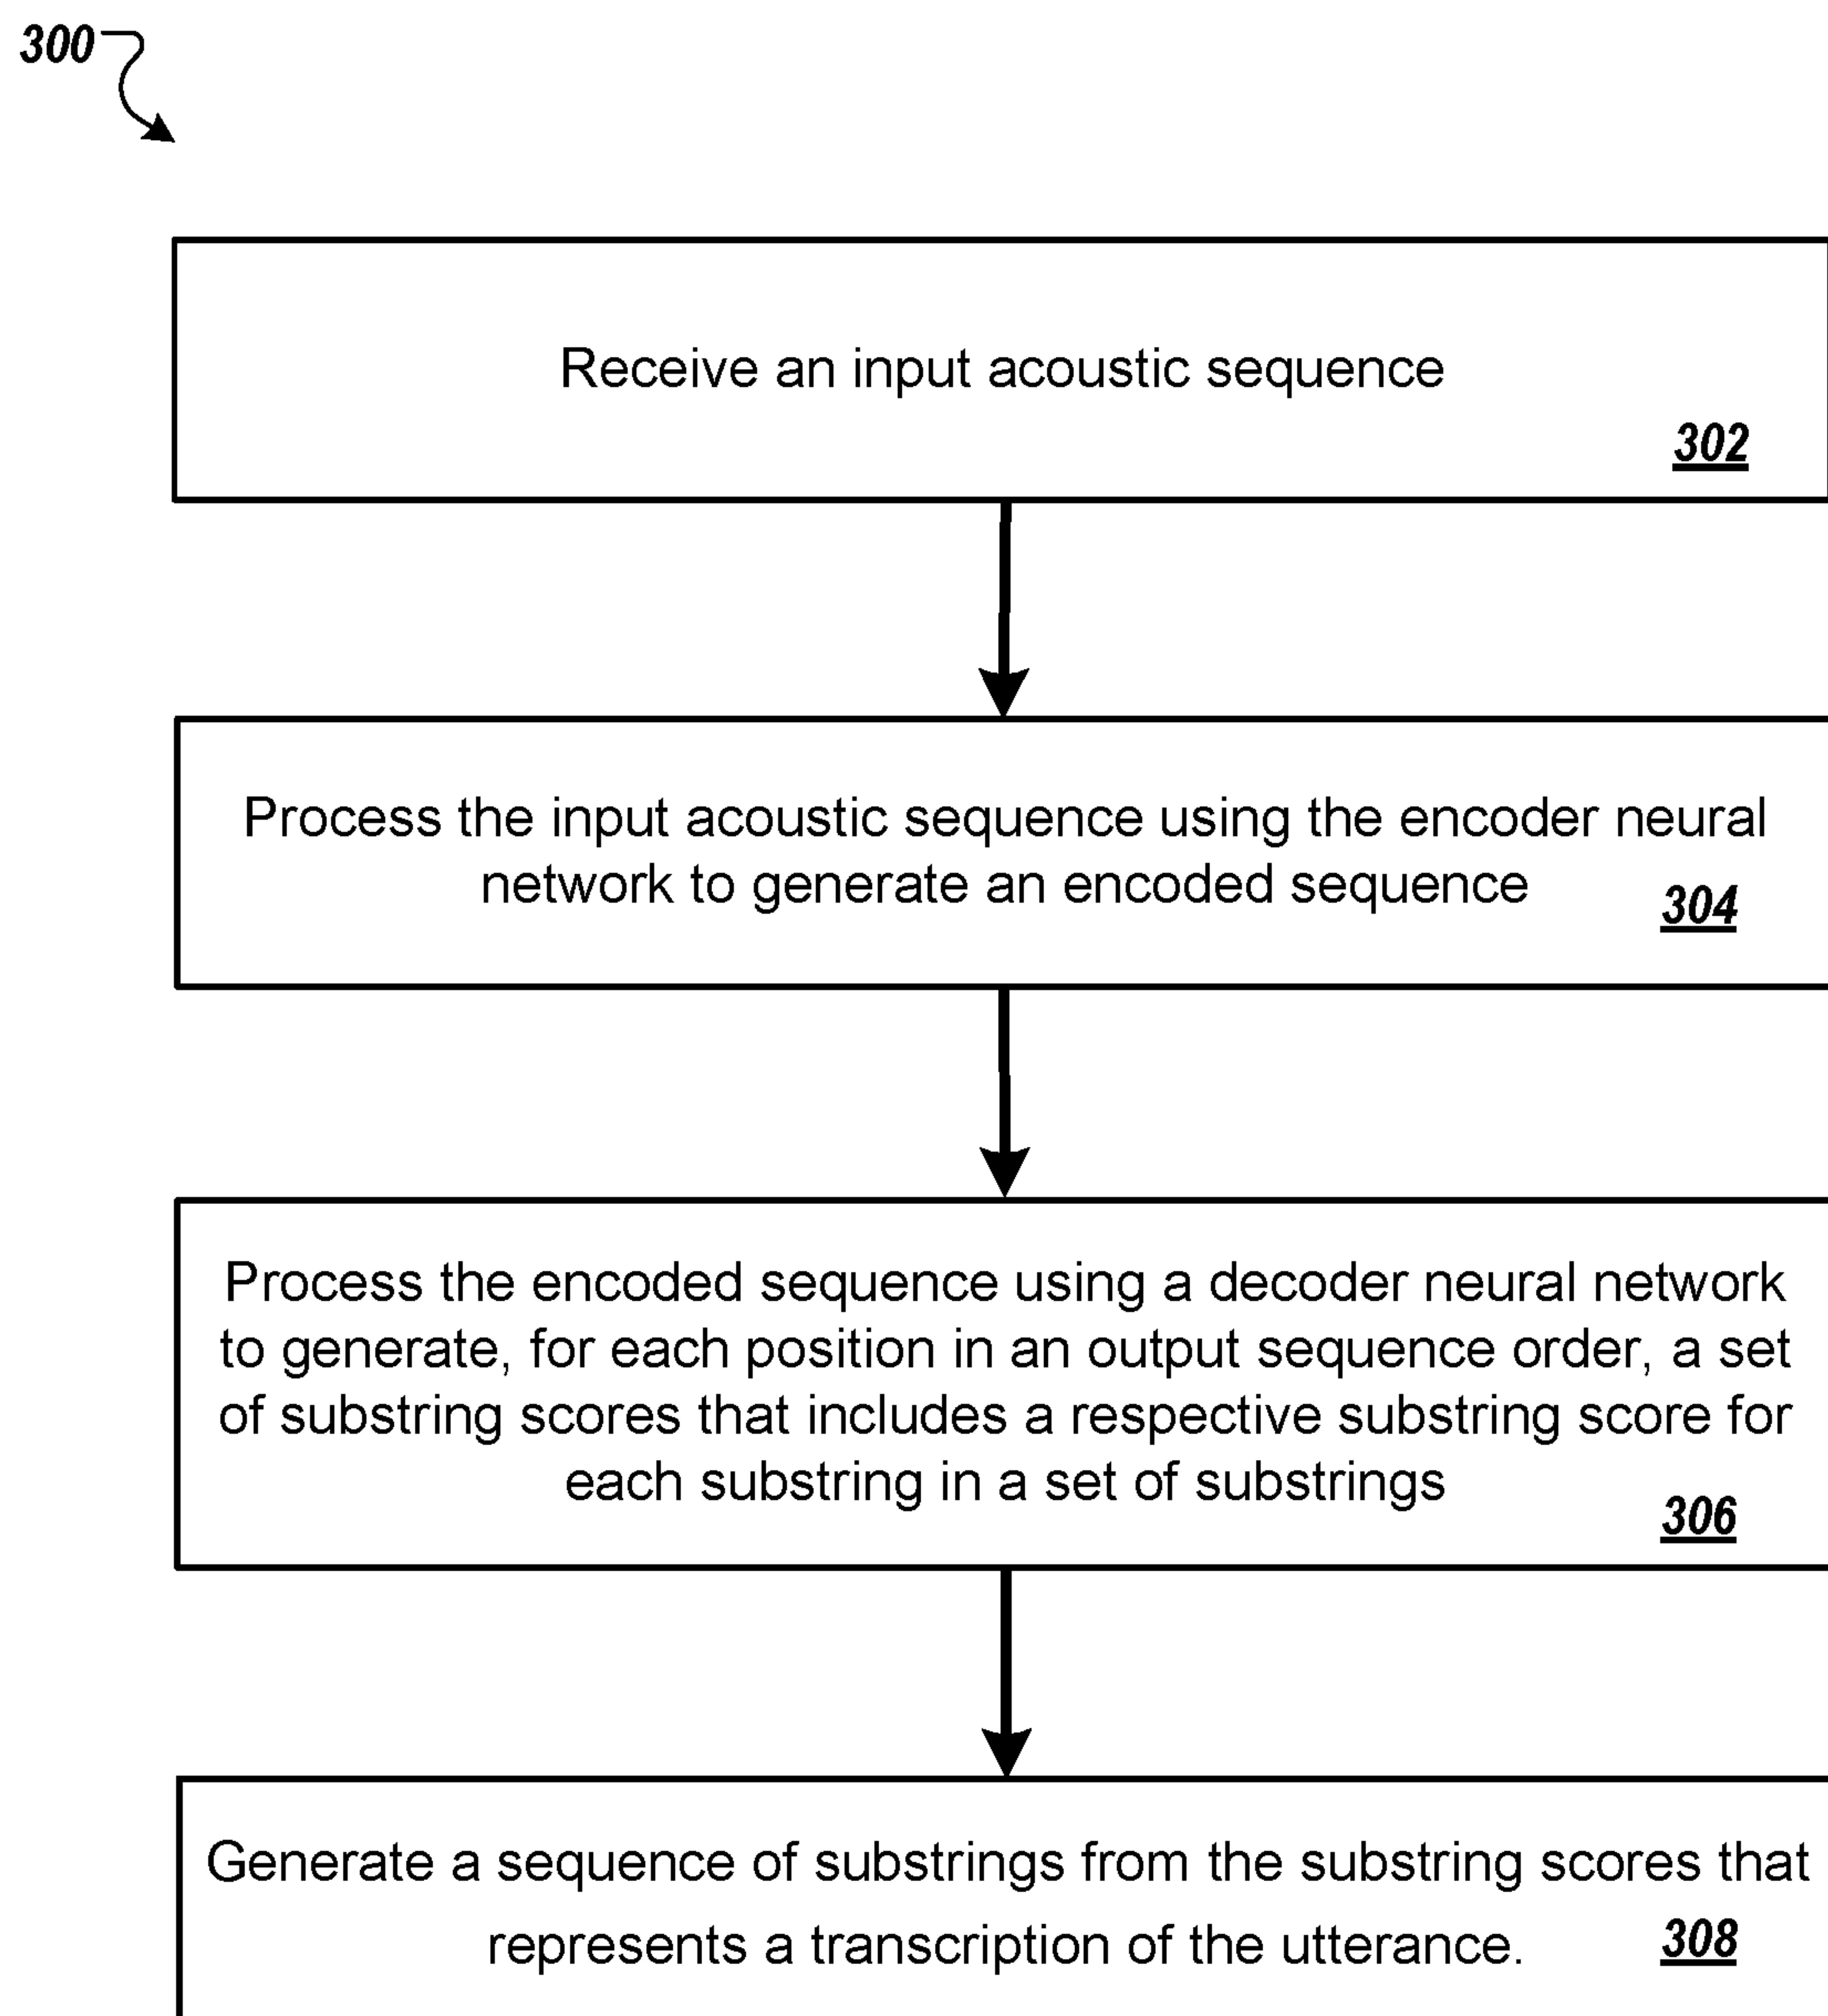 300
Receive an input acoustic sequence
302
Process the input acoustic sequence using the encoder neural
network to generate an encoded sequence
304
Process the encoded sequence using a decoder neural network
to generate, for each position in an output sequence order, a set
of substring scores that includes a respective substring score for
each substring in a set of substrings
306
Generate a sequence of substrings from the substring scores that
represents a transcription of the utterance.
308